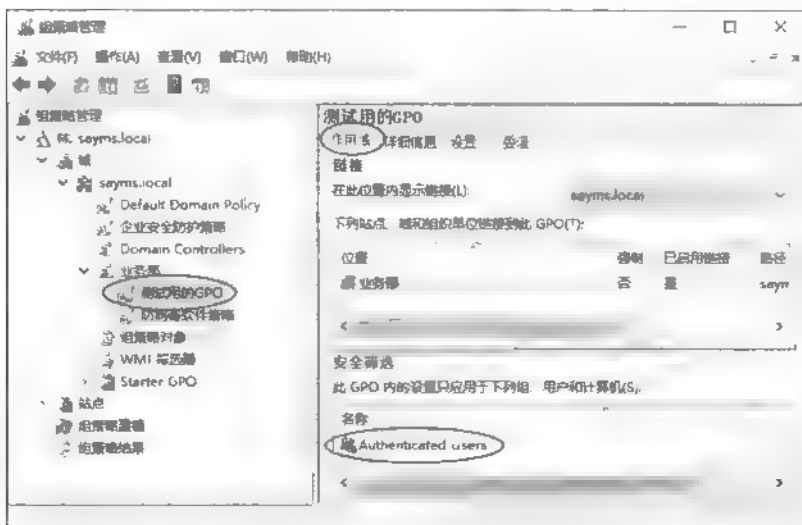 组策略管理
文件(F) 操作(A) 查看(V) 窗口(W) 帮助(H)
组策略管理
林: sayms.local
域
sayms.local
Default Domain Policy
企业安全防护策略
Domain Controllers
业务部
测试用的GPO
防病毒软件策略
组策略对象
WMI 筛选器
Starter GPO
站点
组策略建模
组策略结果
测试用的GPO
作用域 详细信息 设置 委派
链接
在此位置内显示链接(L): sayms.local
下列站点、域和组织单位链接到此 GPO(T):
位置 强制 已启用链接 路径
业务部 否 是 saym
安全筛选
此 GPO 内的设置只应用于下列组、用户和计算机(S):
名称
Authenticated Users